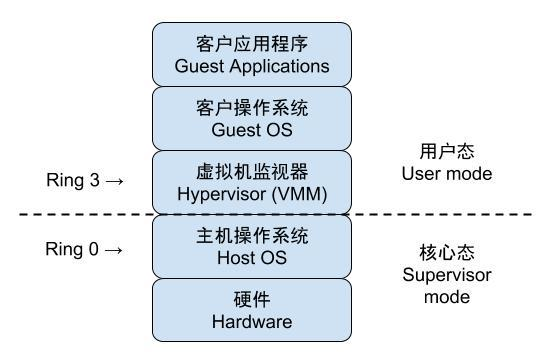 客户应用程序
Guest Applications
客户操作系统
Guest OS
虚拟机监视器
Hypervisor (VMM)
Ring 3 →
用户态
User mode
主机操作系统
Host OS
Ring 0 →
核心态
Supervisor
mode
硬件
Hardware